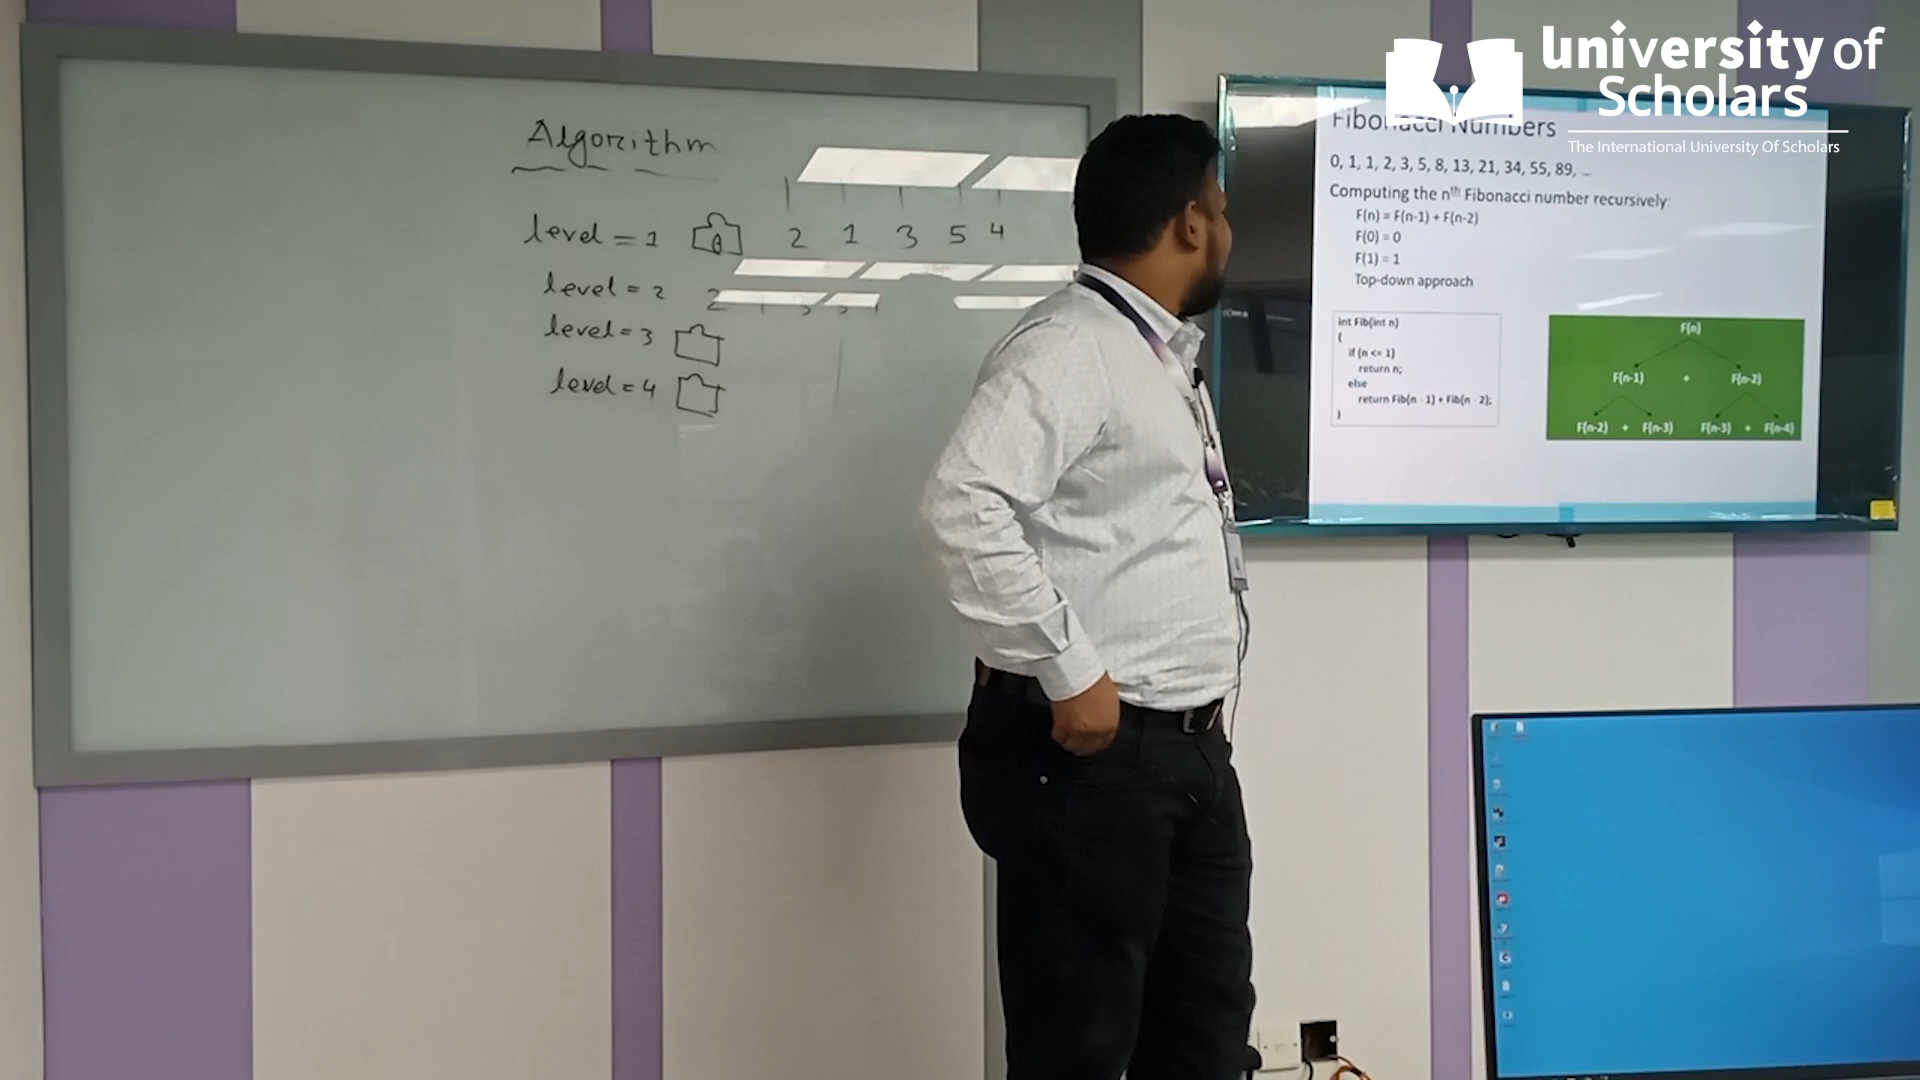 Algorithm
level = 1 2 1 3 5 4
level = 2 2
level = 3
level = 4
university of
Scholars
The International University Of Scholars
Fibonacci Numbers
0, 1, 1, 2, 3, 5, 8, 13, 21, 34, 55, 89, ...
Computing the nth Fibonacci number recursively:
F(n) = F(n-1) + F(n-2)
F(0) = 0
F(1) = 1
Top-down approach
int Fib(int n)
{
if (n <= 1)
return n;
else
return Fib(n - 1) + Fib(n - 2);
}
F(n)
F(n-1) + F(n-2)
F(n-2) + F(n-3) F(n-3) + F(n-4)